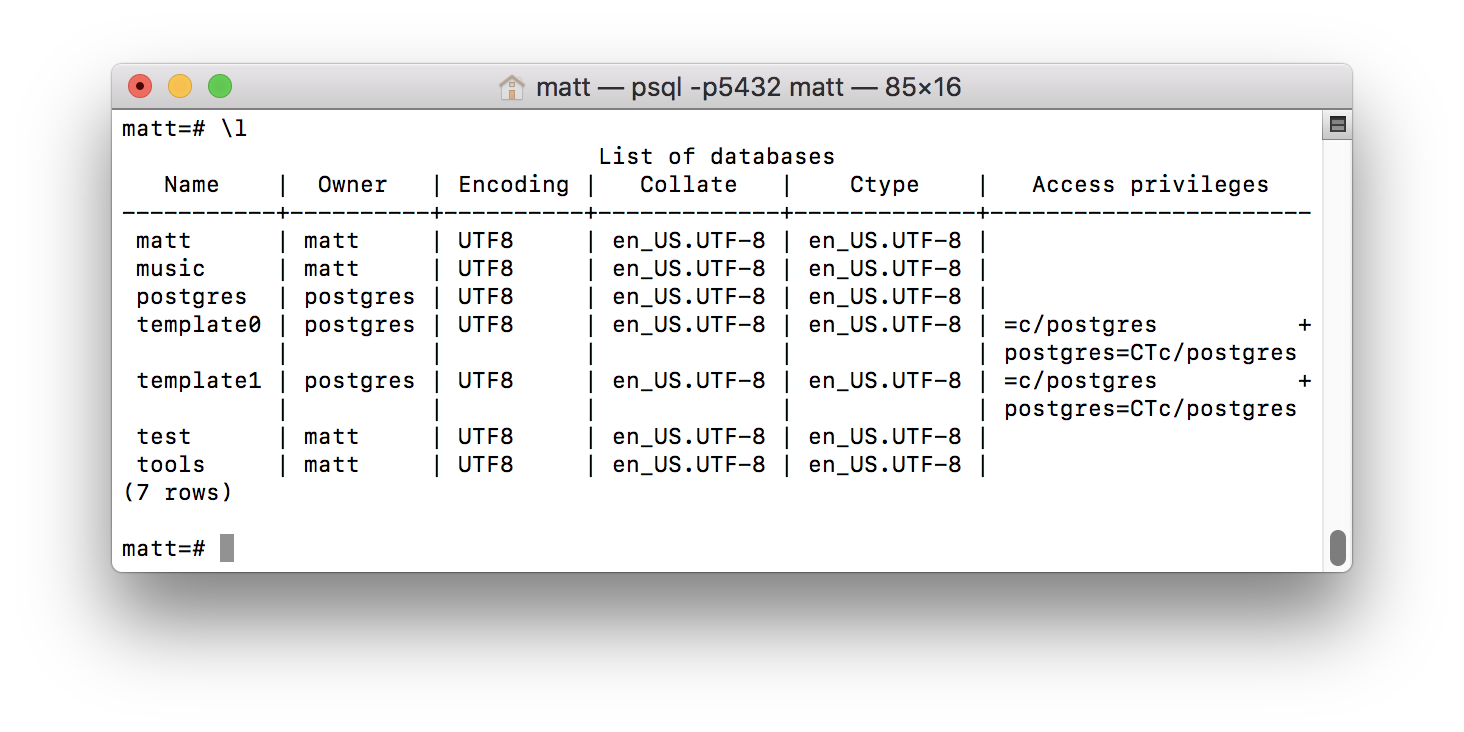 matt — psql -p5432 matt — 85×16
matt=# \l
                                  List of databases
   Name    |  Owner   | Encoding |   Collate   |    Ctype    |   Access privileges
-----------+----------+----------+-------------+-------------+-----------------------
 matt      | matt     | UTF8     | en_US.UTF-8 | en_US.UTF-8 |
 music     | matt     | UTF8     | en_US.UTF-8 | en_US.UTF-8 |
 postgres  | postgres | UTF8     | en_US.UTF-8 | en_US.UTF-8 |
 template0 | postgres | UTF8     | en_US.UTF-8 | en_US.UTF-8 | =c/postgres          +
           |          |          |             |             | postgres=CTc/postgres
 template1 | postgres | UTF8     | en_US.UTF-8 | en_US.UTF-8 | =c/postgres          +
           |          |          |             |             | postgres=CTc/postgres
 test      | matt     | UTF8     | en_US.UTF-8 | en_US.UTF-8 |
 tools     | matt     | UTF8     | en_US.UTF-8 | en_US.UTF-8 |
(7 rows)
matt=#